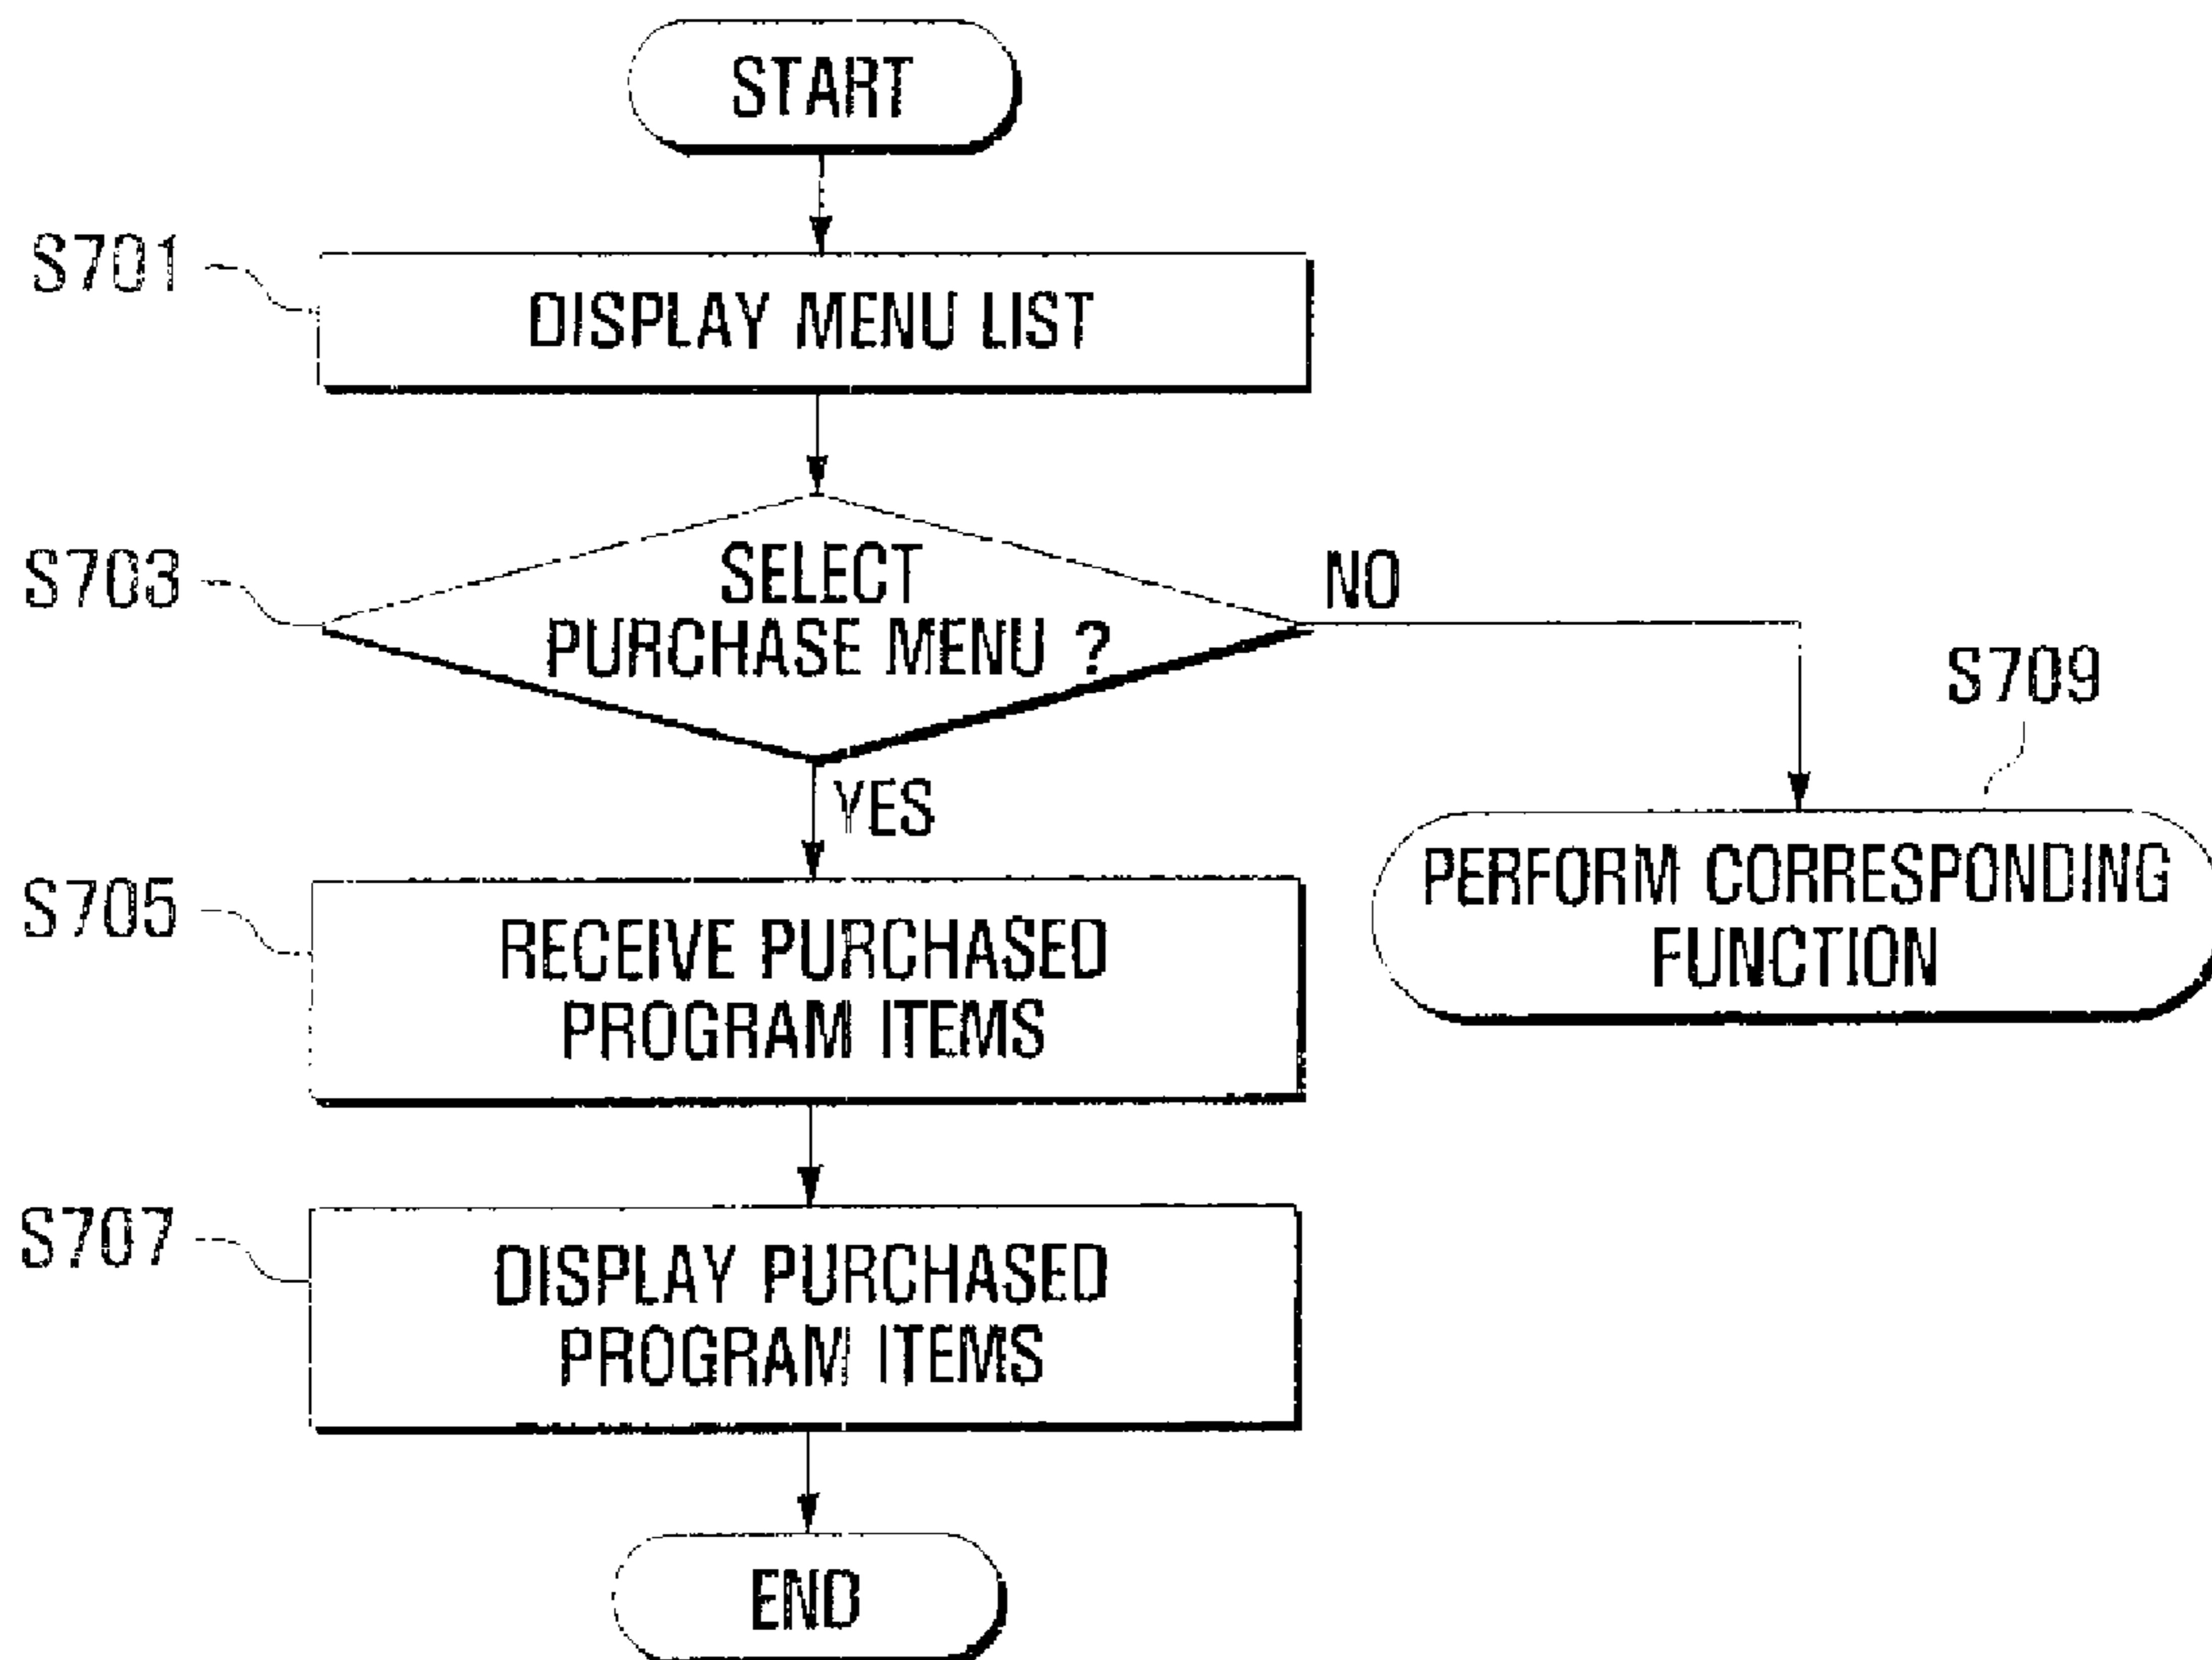 START
S701
DISPLAY MENU LIST
S703
SELECT
PURCHASE MENU ?
NO
YES
S709
PERFORM CORRESPONDING
FUNCTION
S705
RECEIVE PURCHASED
PROGRAM ITEMS
S707
DISPLAY PURCHASED
PROGRAM ITEMS
END